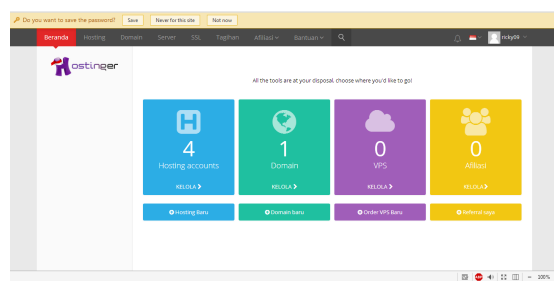 Do you want to save the password? Save Never for this site Not now
Beranda Hosting Domain Server SSL Tagihan Afiliasi Bantuan ricky09
Hostinger
All the tools are at your disposal. choose where you'd like to go!
4 1 0 0
Hosting accounts Domain VPS Afiliasi
KELOLA KELOLA KELOLA KELOLA
Hosting Baru Domain baru Order VPS Baru Referral saya
100%